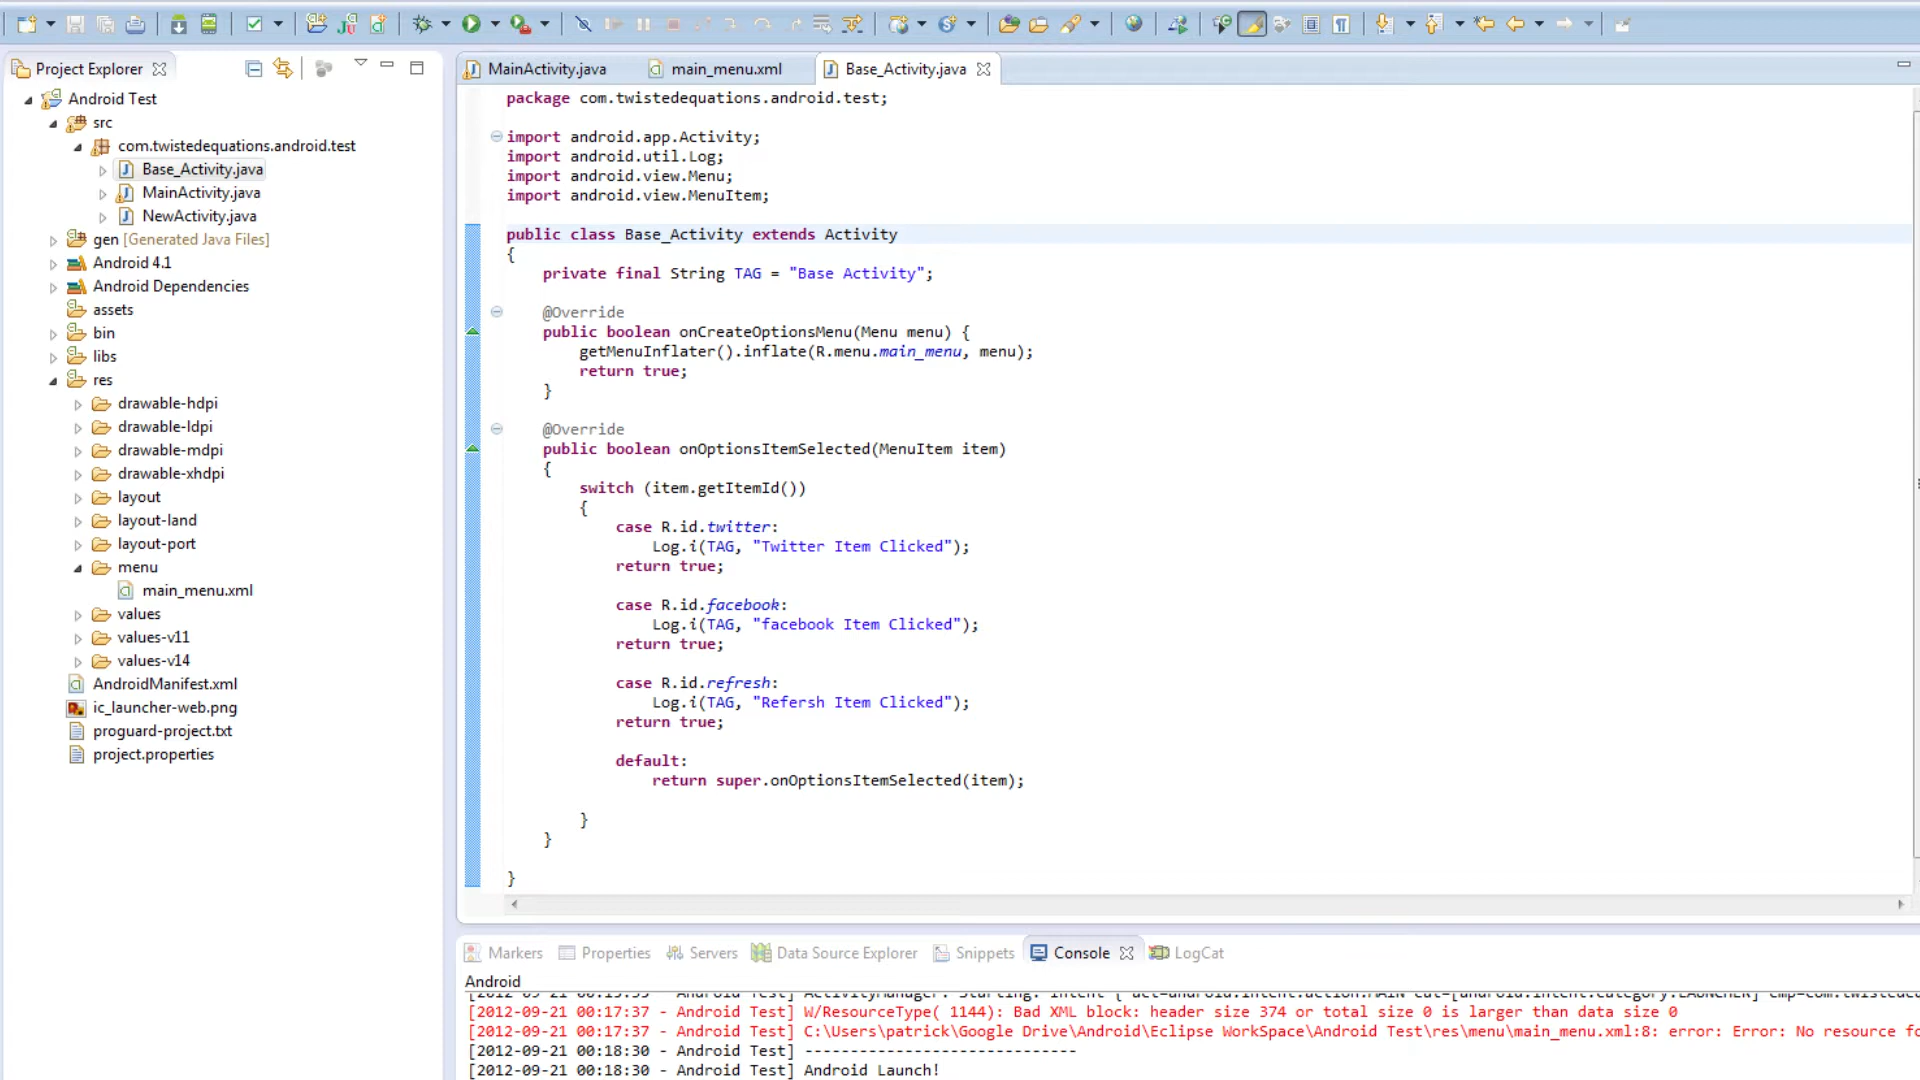 Project Explorer
Android Test
src
com.twistedequations.android.test
Base_Activity.java
MainActivity.java
NewActivity.java
gen [Generated Java Files]
Android 4.1
Android Dependencies
assets
bin
libs
res
drawable-hdpi
drawable-ldpi
drawable-mdpi
drawable-xhdpi
layout
layout-land
layout-port
menu
main_menu.xml
values
values-v11
values-v14
AndroidManifest.xml
ic_launcher-web.png
proguard-project.txt
project.properties
MainActivity.java main_menu.xml Base_Activity.java
package com.twistedequations.android.test;
import android.app.Activity;
import android.util.Log;
import android.view.Menu;
import android.view.MenuItem;
public class Base_Activity extends Activity
{
private final String TAG = "Base Activity";
@Override
public boolean onCreateOptionsMenu(Menu menu) {
getMenuInflater().inflate(R.menu.main_menu, menu);
return true;
}
@Override
public boolean onOptionsItemSelected(MenuItem item)
{
switch (item.getItemId())
{
case R.id.twitter:
Log.i(TAG, "Twitter Item Clicked");
return true;
case R.id.facebook:
Log.i(TAG, "facebook Item Clicked");
return true;
case R.id.refresh:
Log.i(TAG, "Refersh Item Clicked");
return true;
default:
return super.onOptionsItemSelected(item);
}
}
}
Markers Properties Servers Data Source Explorer Snippets Console LogCat
Android
[2012-09-21 00:17:37 - Android Test] W/ResourceType( 1144): Bad XML block: header size 374 or total size 0 is larger than data size 0
[2012-09-21 00:17:37 - Android Test] C:\Users\patrick\Google Drive\Android\Eclipse WorkSpace\Android Test\res\menu\main_menu.xml:8: error: Error: No resource fo
[2012-09-21 00:18:30 - Android Test] ------------------------------
[2012-09-21 00:18:30 - Android Test] Android Launch!